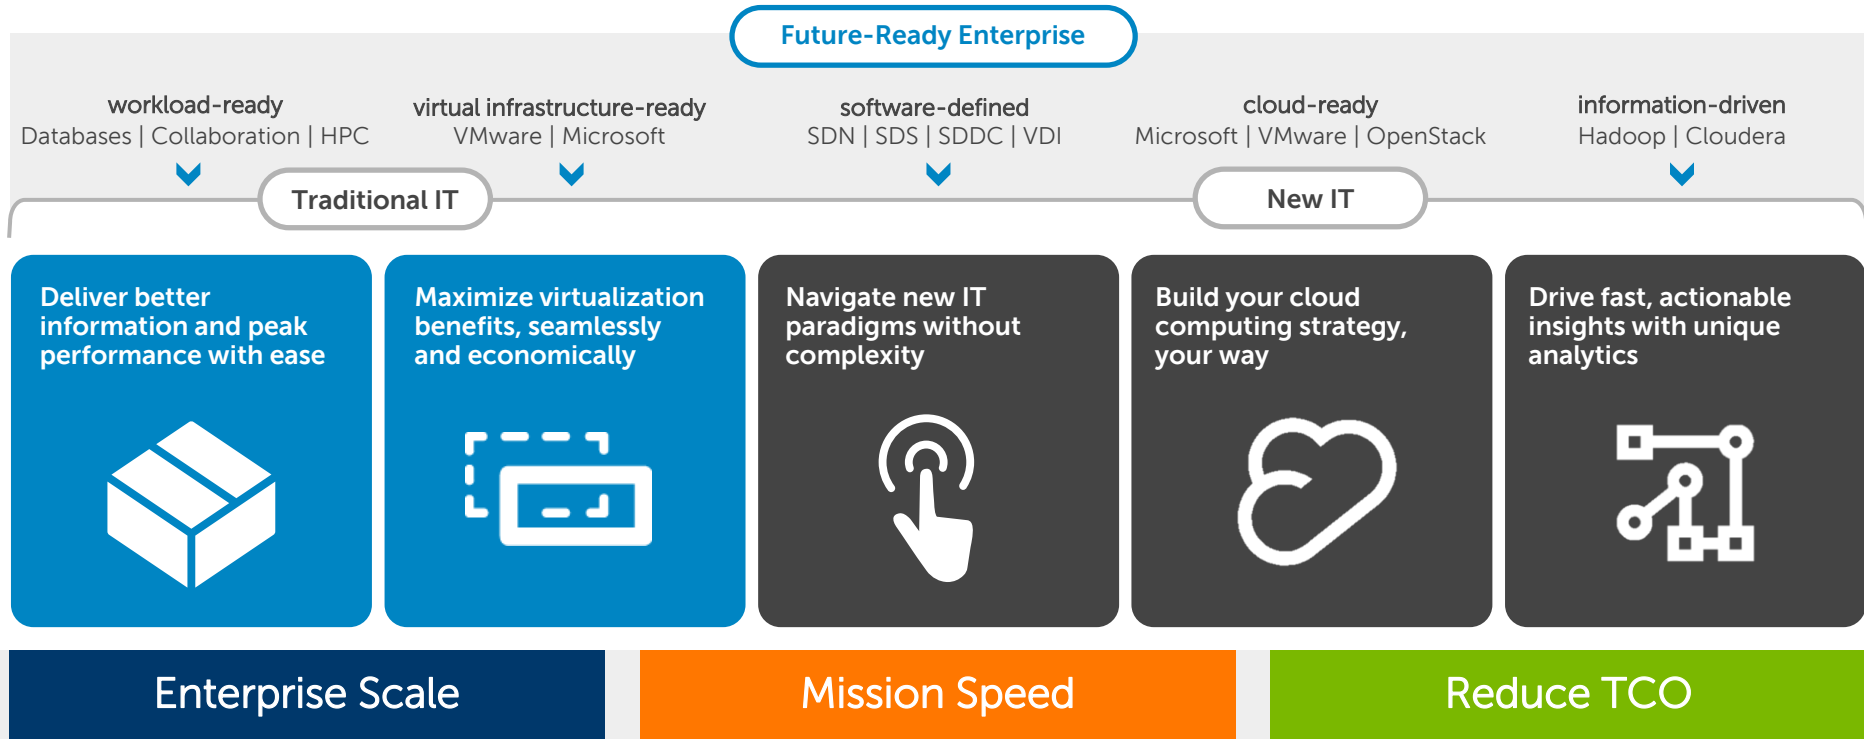 Future-Ready Enterprise
workload-ready
Databases | Collaboration | HPC
virtual infrastructure-ready
VMware | Microsoft
software-defined
SDN | SDS | SDDC | VDI
cloud-ready
Microsoft | VMware | OpenStack
information-driven
Hadoop | Cloudera
Traditional IT
New IT
Deliver better
information and peak
performance with ease
Maximize virtualization
benefits, seamlessly
and economically
Navigate new IT
paradigms without
complexity
Build your cloud
computing strategy,
your way
Drive fast, actionable
insights with unique
analytics
Enterprise Scale
Mission Speed
Reduce TCO